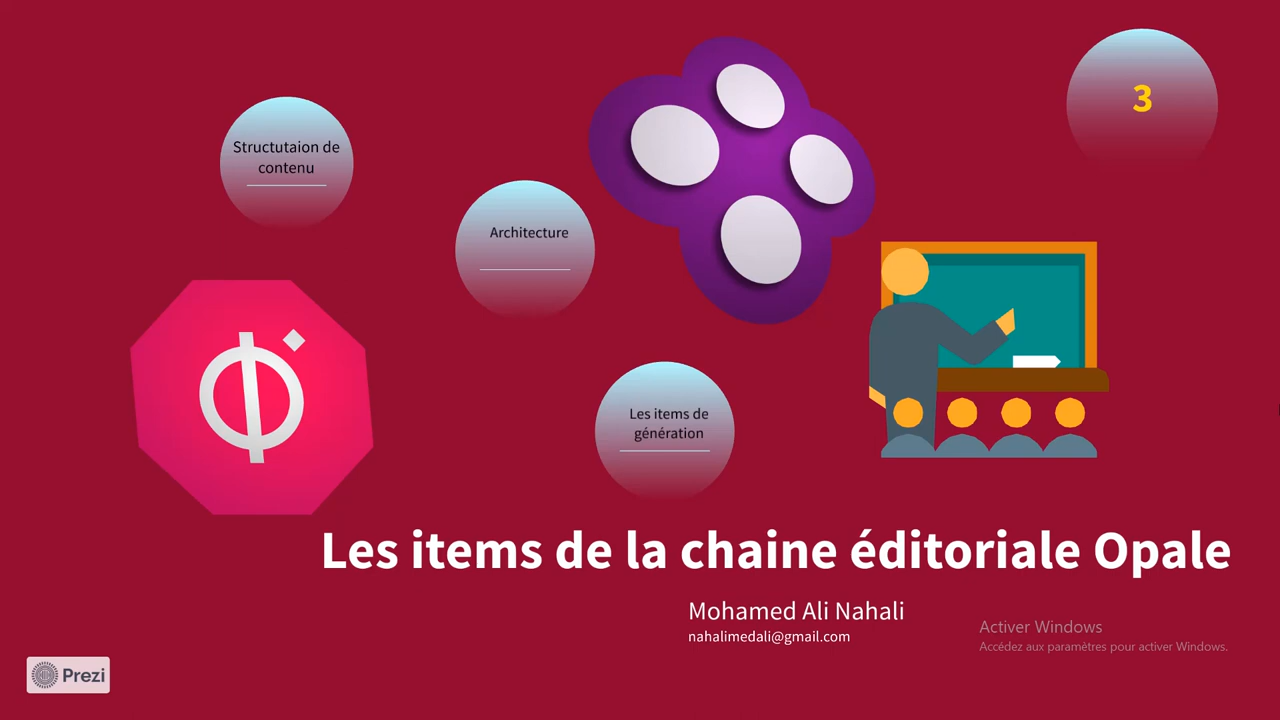 3
Structutaion de
contenu
Architecture
Les items de
génération
Les items de la chaine éditoriale Opale
Mohamed Ali Nahali
nahalimedali@gmail.com
Activer Windows
Accédez aux paramètres pour activer Windows.
Prezi